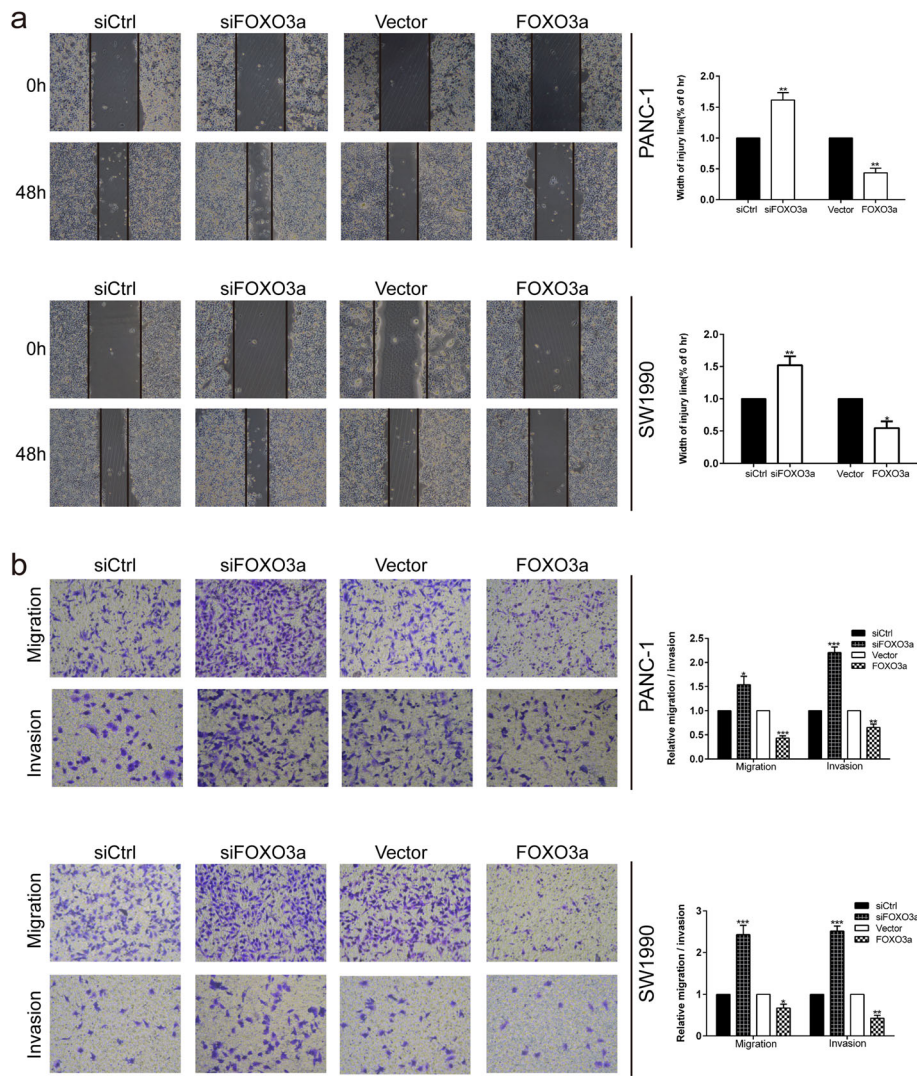 a
siCtrl siFOXO3a Vector FOXO3a
0h
48h
PANC-1
Width of injury line(% of 0 hr)
2.0
1.5
1.0
0.5
0.0
**
**
siCtrl siFOXO3a Vector FOXO3a
siCtrl siFOXO3a Vector FOXO3a
0h
48h
SW1990
Width of injury line(% of 0 hr)
2.0
1.5
1.0
0.5
0.0
**
*
siCtrl siFOXO3a Vector FOXO3a
b
siCtrl siFOXO3a Vector FOXO3a
Migration
Invasion
PANC-1
Relative migration / invasion
2.5
2.0
1.5
1.0
0.5
0.0
*
***
***
**
siCtrl
siFOXO3a
Vector
FOXO3a
Migration Invasion
siCtrl siFOXO3a Vector FOXO3a
Migration
Invasion
SW1990
Relative migration / invasion
3
2
1
0
***
*
***
**
siCtrl
siFOXO3a
Vector
FOXO3a
Migration Invasion